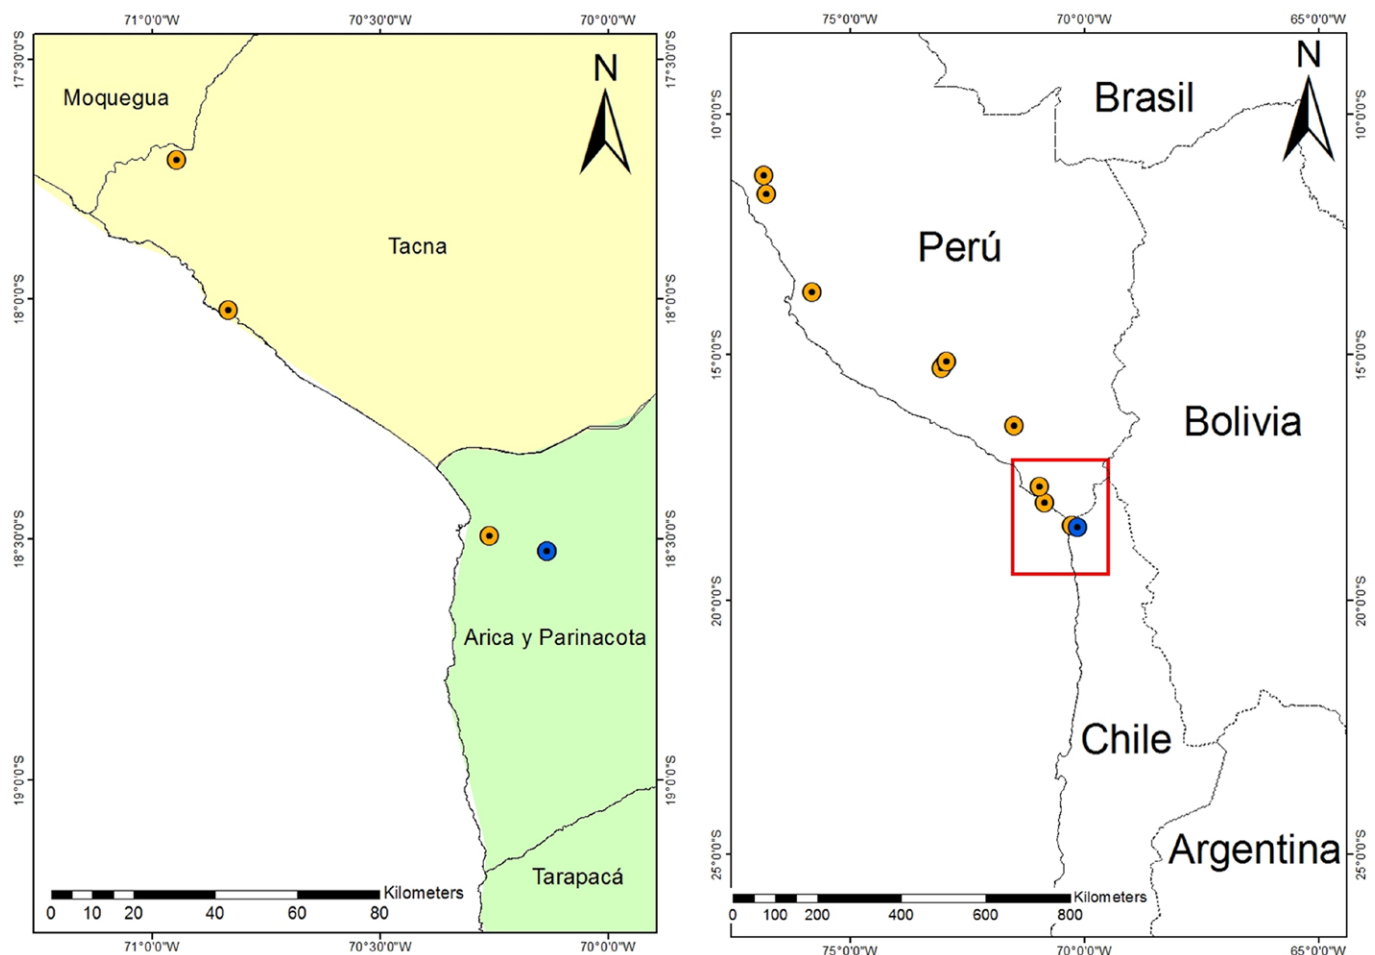 71°0'0"W 70°30'0"W 70°0'0"W
17°30'0"S
18°0'0"S
18°30'0"S
19°0'0"S
N
Moquegua
Tacna
Arica y Parinacota
Tarapacá
Kilometers
0 10 20 40 60 80
17°30'0"S
18°0'0"S
18°30'0"S
19°0'0"S
71°0'0"W 70°30'0"W 70°0'0"W
75°0'0"W 70°0'0"W 65°0'0"W
10°0'0"S
15°0'0"S
20°0'0"S
25°0'0"S
N
Brasil
Perú
Bolivia
Chile
Argentina
Kilometers
0 100 200 400 600 800
10°0'0"S
15°0'0"S
20°0'0"S
25°0'0"S
75°0'0"W 70°0'0"W 65°0'0"W